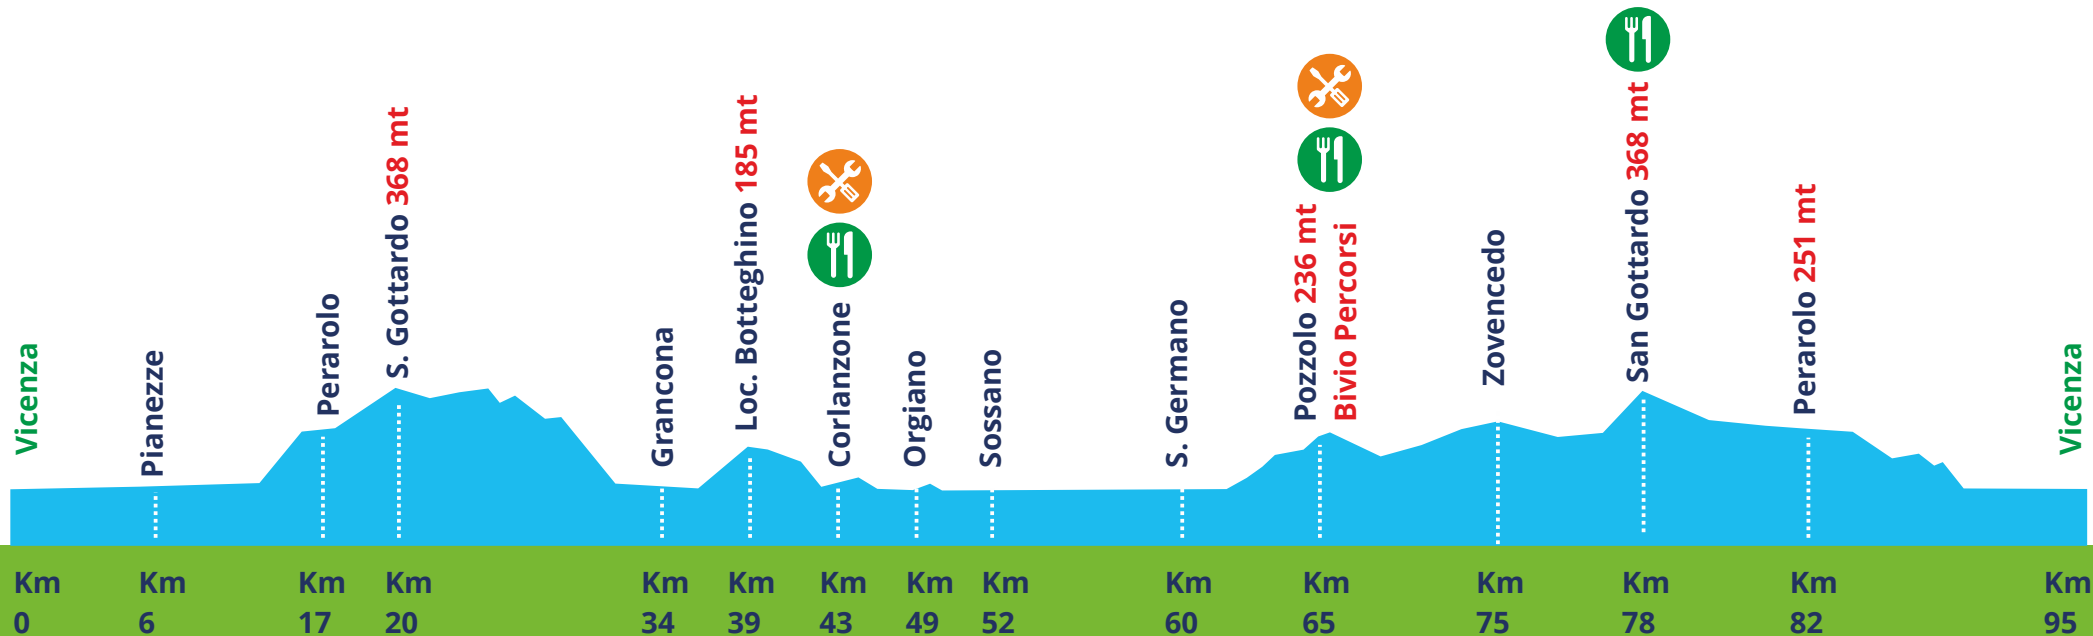 Vicenza
Pianezze
Perarolo
S. Gottardo 368 mt
Grancona
Loc. Botteghino 185 mt
Corlanzone
Orgiano
Sossano
S. Germano
Pozzolo 236 mt
Bivio Percorsi
Zovencedo
San Gottardo 368 mt
Perarolo 251 mt
Vicenza
Km Km Km Km Km Km Km Km Km Km Km Km Km Km Km
0 6 17 20 34 39 43 49 52 60 65 75 78 82 95